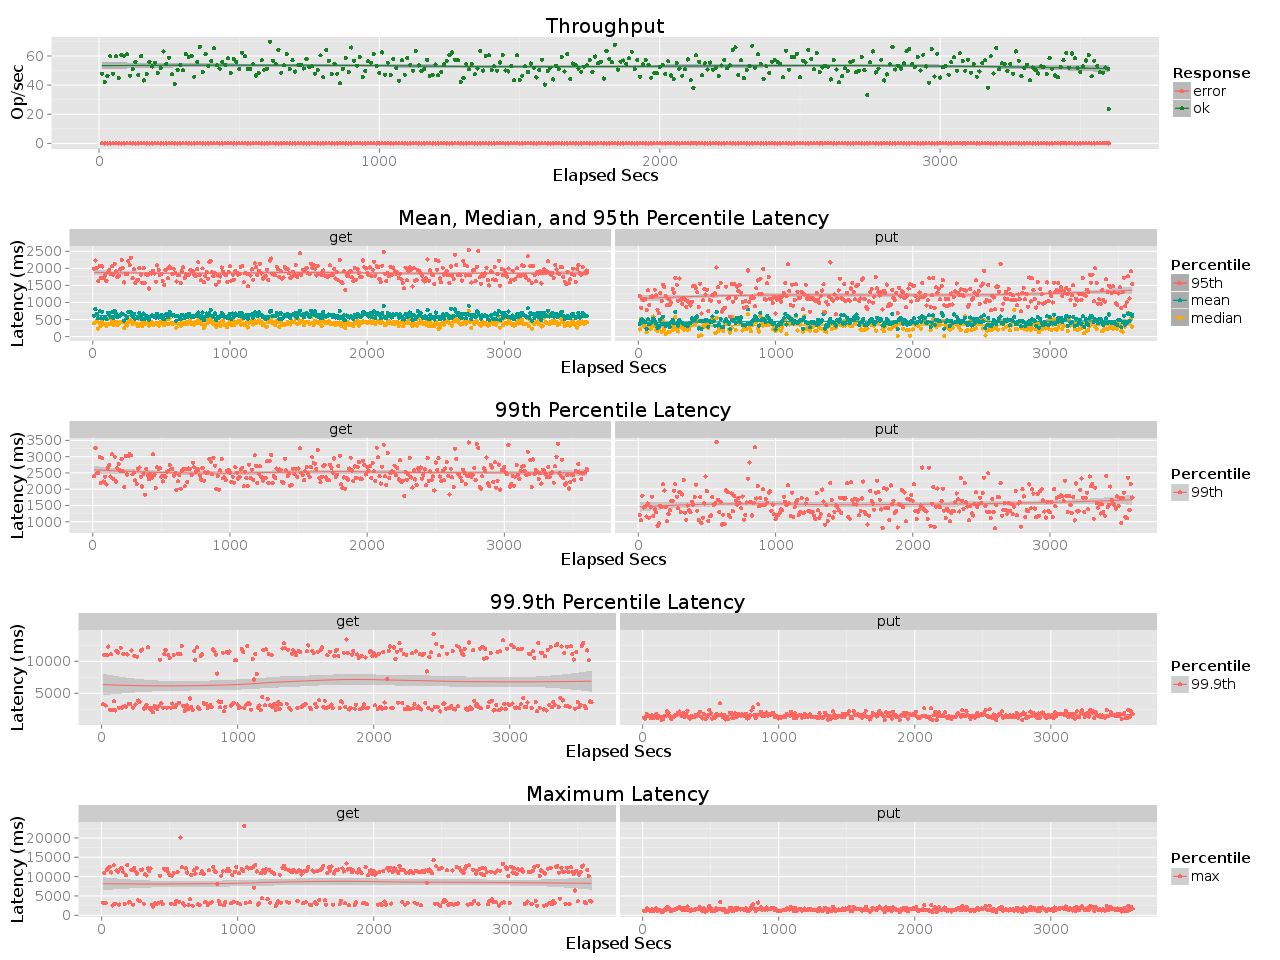 Throughput
Op/sec
60
40
20
0
0 1000 2000 3000
Elapsed Secs
Response
error
ok
Mean, Median, and 95th Percentile Latency
get put
Latency (ms)
2500
2000
1500
1000
500
0
0 1000 2000 3000 0 1000 2000 3000
Elapsed Secs
Percentile
95th
mean
median
99th Percentile Latency
get put
Latency (ms)
3500
3000
2500
2000
1500
1000
0 1000 2000 3000 0 1000 2000 3000
Elapsed Secs
Percentile
99th
99.9th Percentile Latency
get put
Latency (ms)
10000
5000
0 1000 2000 3000 0 1000 2000 3000
Elapsed Secs
Percentile
99.9th
Maximum Latency
get put
Latency (ms)
20000
15000
10000
5000
0
0 1000 2000 3000 0 1000 2000 3000
Elapsed Secs
Percentile
max